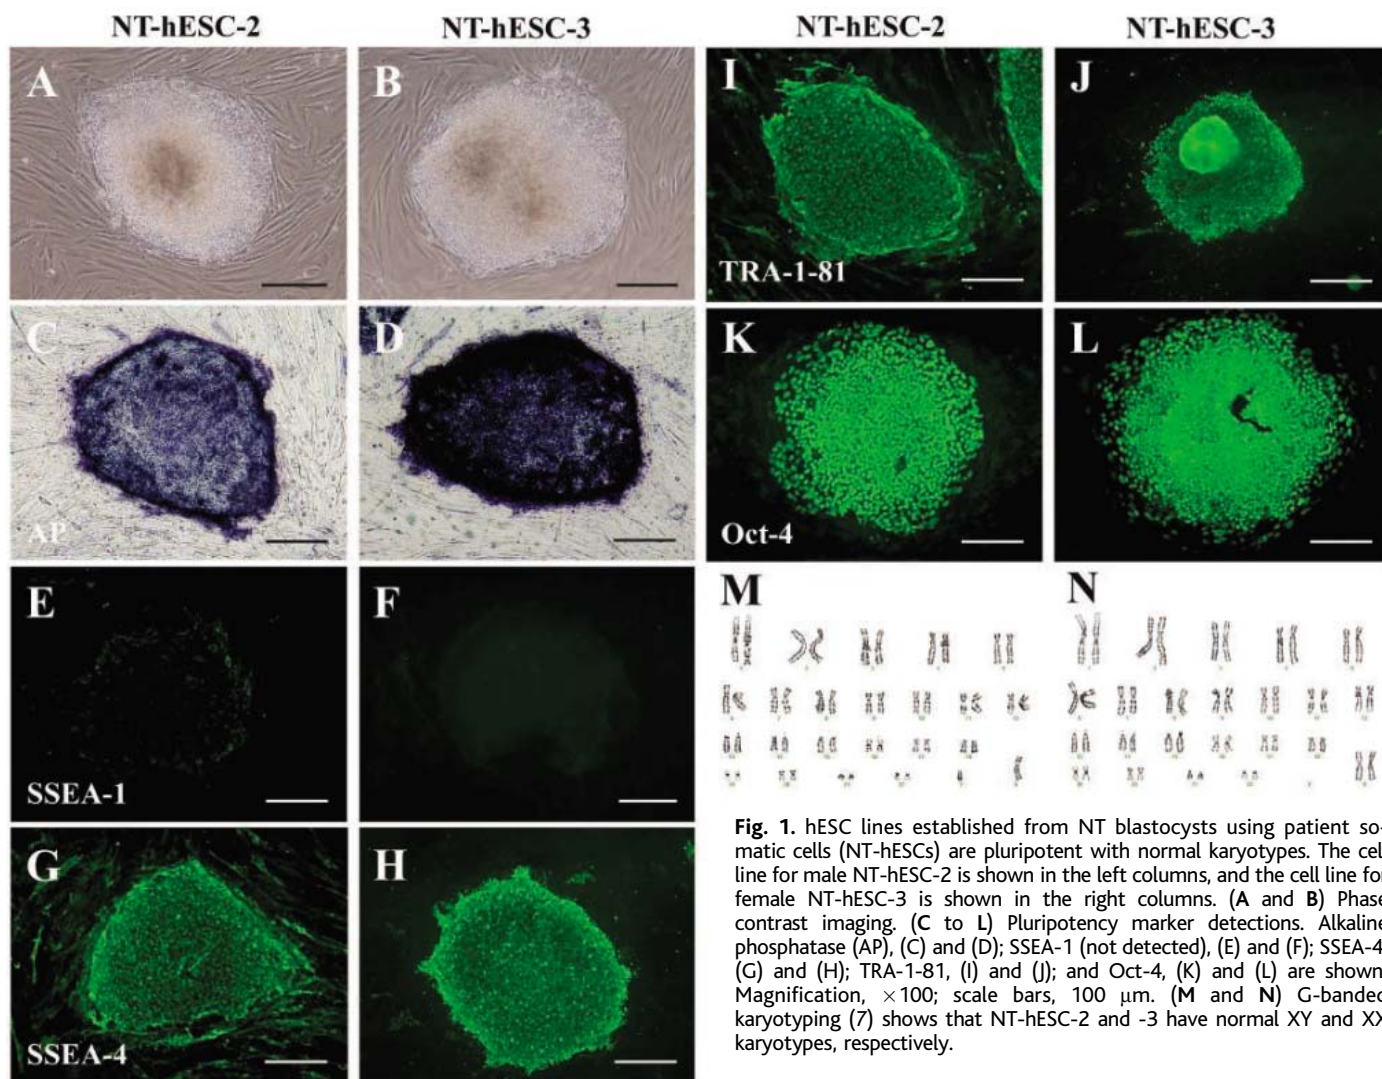 NT-hESC-2
NT-hESC-3
NT-hESC-2
NT-hESC-3
A
B
I
TRA-1-81
J
C
AP
D
K
Oct-4
L
E
SSEA-1
F
M
N
G
SSEA-4
H
Fig. 1. hESC lines established from NT blastocysts using patient so-
matic cells (NT-hESCs) are pluripotent with normal karyotypes. The cel
line for male NT-hESC-2 is shown in the left columns, and the cell line fo
female NT-hESC-3 is shown in the right columns. (A and B) Phase
contrast imaging. (C to L) Pluripotency marker detections. Alkaline
phosphatase (AP), (C) and (D); SSEA-1 (not detected), (E) and (F); SSEA-4
(G) and (H); TRA-1-81, (I) and (J); and Oct-4, (K) and (L) are shown
Magnification, ×100; scale bars, 100 μm. (M and N) G-banded
karyotyping (7) shows that NT-hESC-2 and -3 have normal XY and XX
karyotypes, respectively.